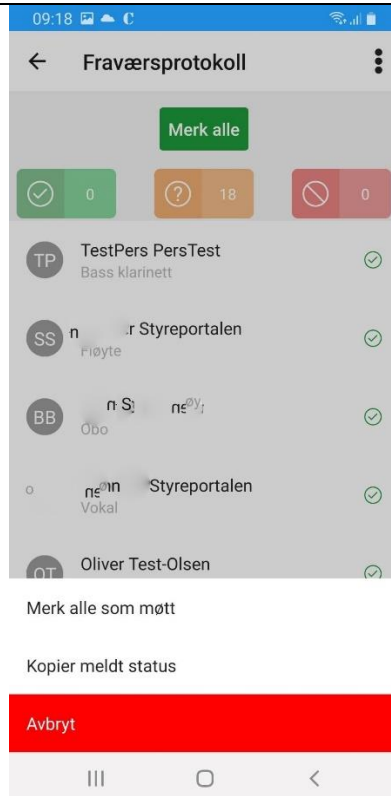 09:18
Fraværsprotokoll
Merk alle
0
18
0
TP
TestPers PersTest
Bass klarinett
SS
Styreportalen
Fløyte
BB
Obo
Styreportalen
Vokal
OT
Oliver Test-Olsen
Merk alle som møtt
Kopier meldt status
Avbryt